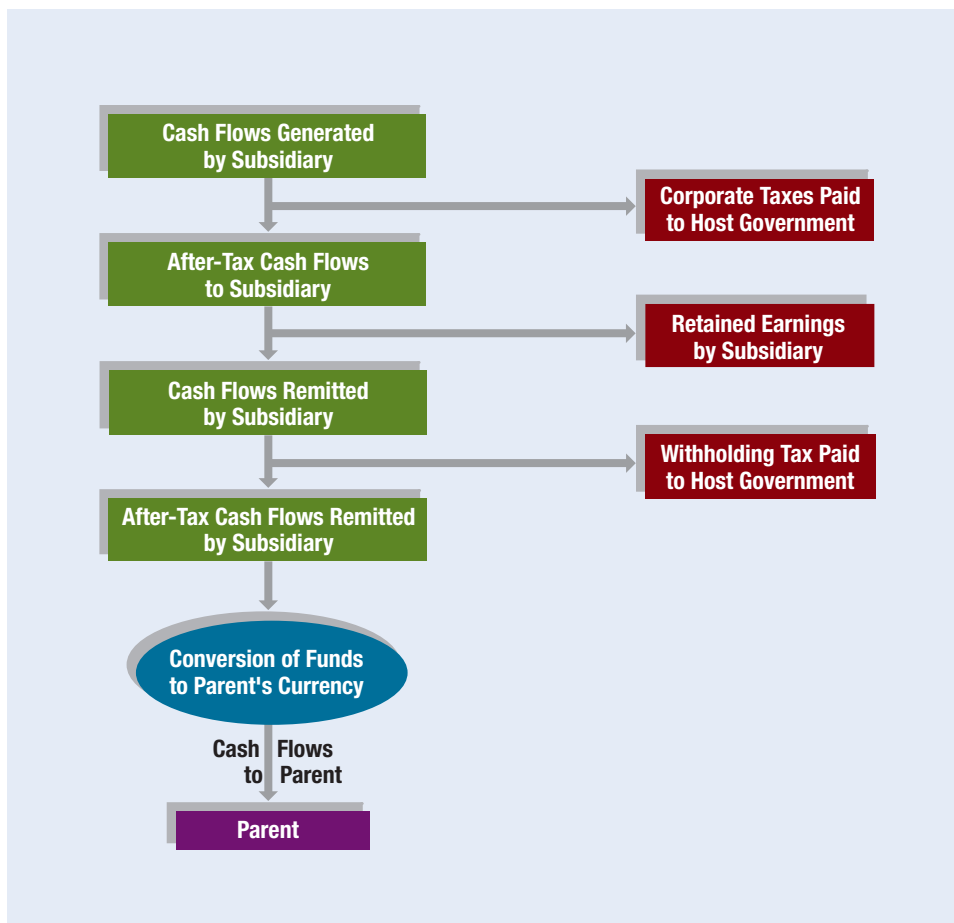 Cash Flows Generated
by Subsidiary
Corporate Taxes Paid
to Host Government
After-Tax Cash Flows
to Subsidiary
Retained Earnings
by Subsidiary
Cash Flows Remitted
by Subsidiary
Withholding Tax Paid
to Host Government
After-Tax Cash Flows Remitted
by Subsidiary
Conversion of Funds
to Parent's Currency
Cash Flows
to Parent
Parent